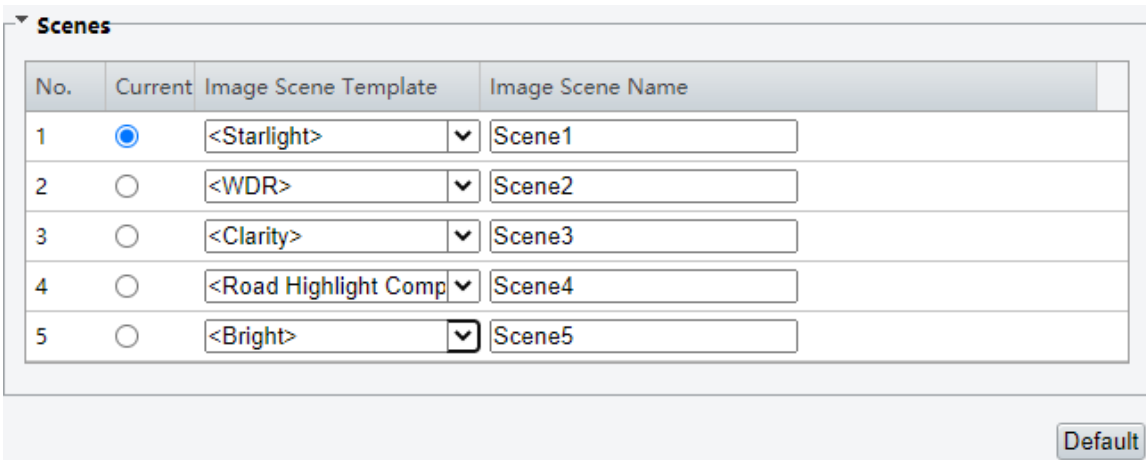 Scenes
No. Current Image Scene Template Image Scene Name
1 <Starlight> Scene1
2 <WDR> Scene2
3 <Clarity> Scene3
4 <Road Highlight Comp Scene4
5 <Bright> Scene5
Default